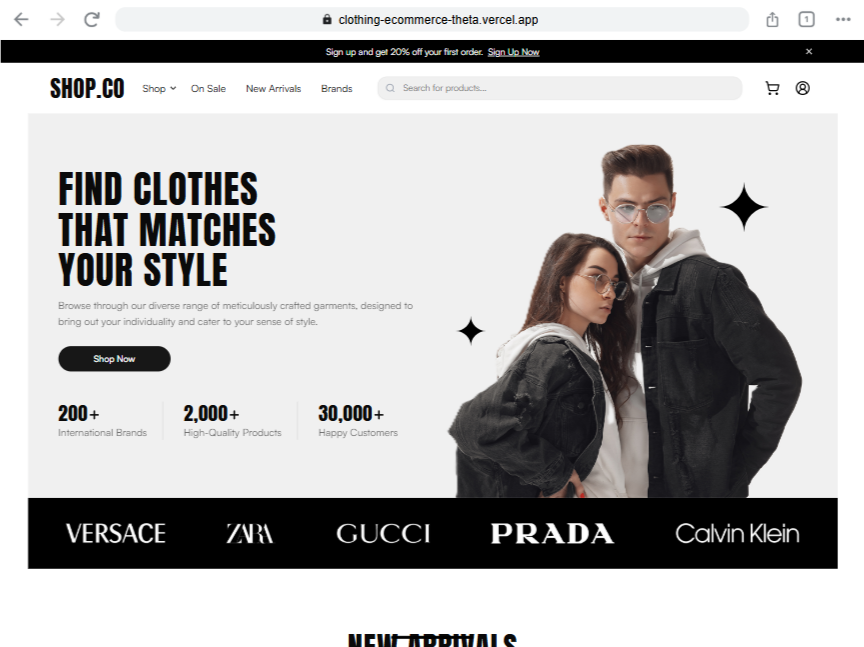 clothing-ecommerce-theta.vercel.app
1
Sign up and get 20% off your first order. Sign Up Now
SHOP.CO Shop On Sale New Arrivals Brands Search for products...
FIND CLOTHES
THAT MATCHES
YOUR STYLE
Browse through our diverse range of meticulously crafted garments, designed to
bring out your individuality and cater to your sense of style.
Shop Now
200+ 2,000+ 30,000+
International Brands High-Quality Products Happy Customers
VERSACE ZARA GUCCI PRADA Calvin Klein
NEW ARRIVALS